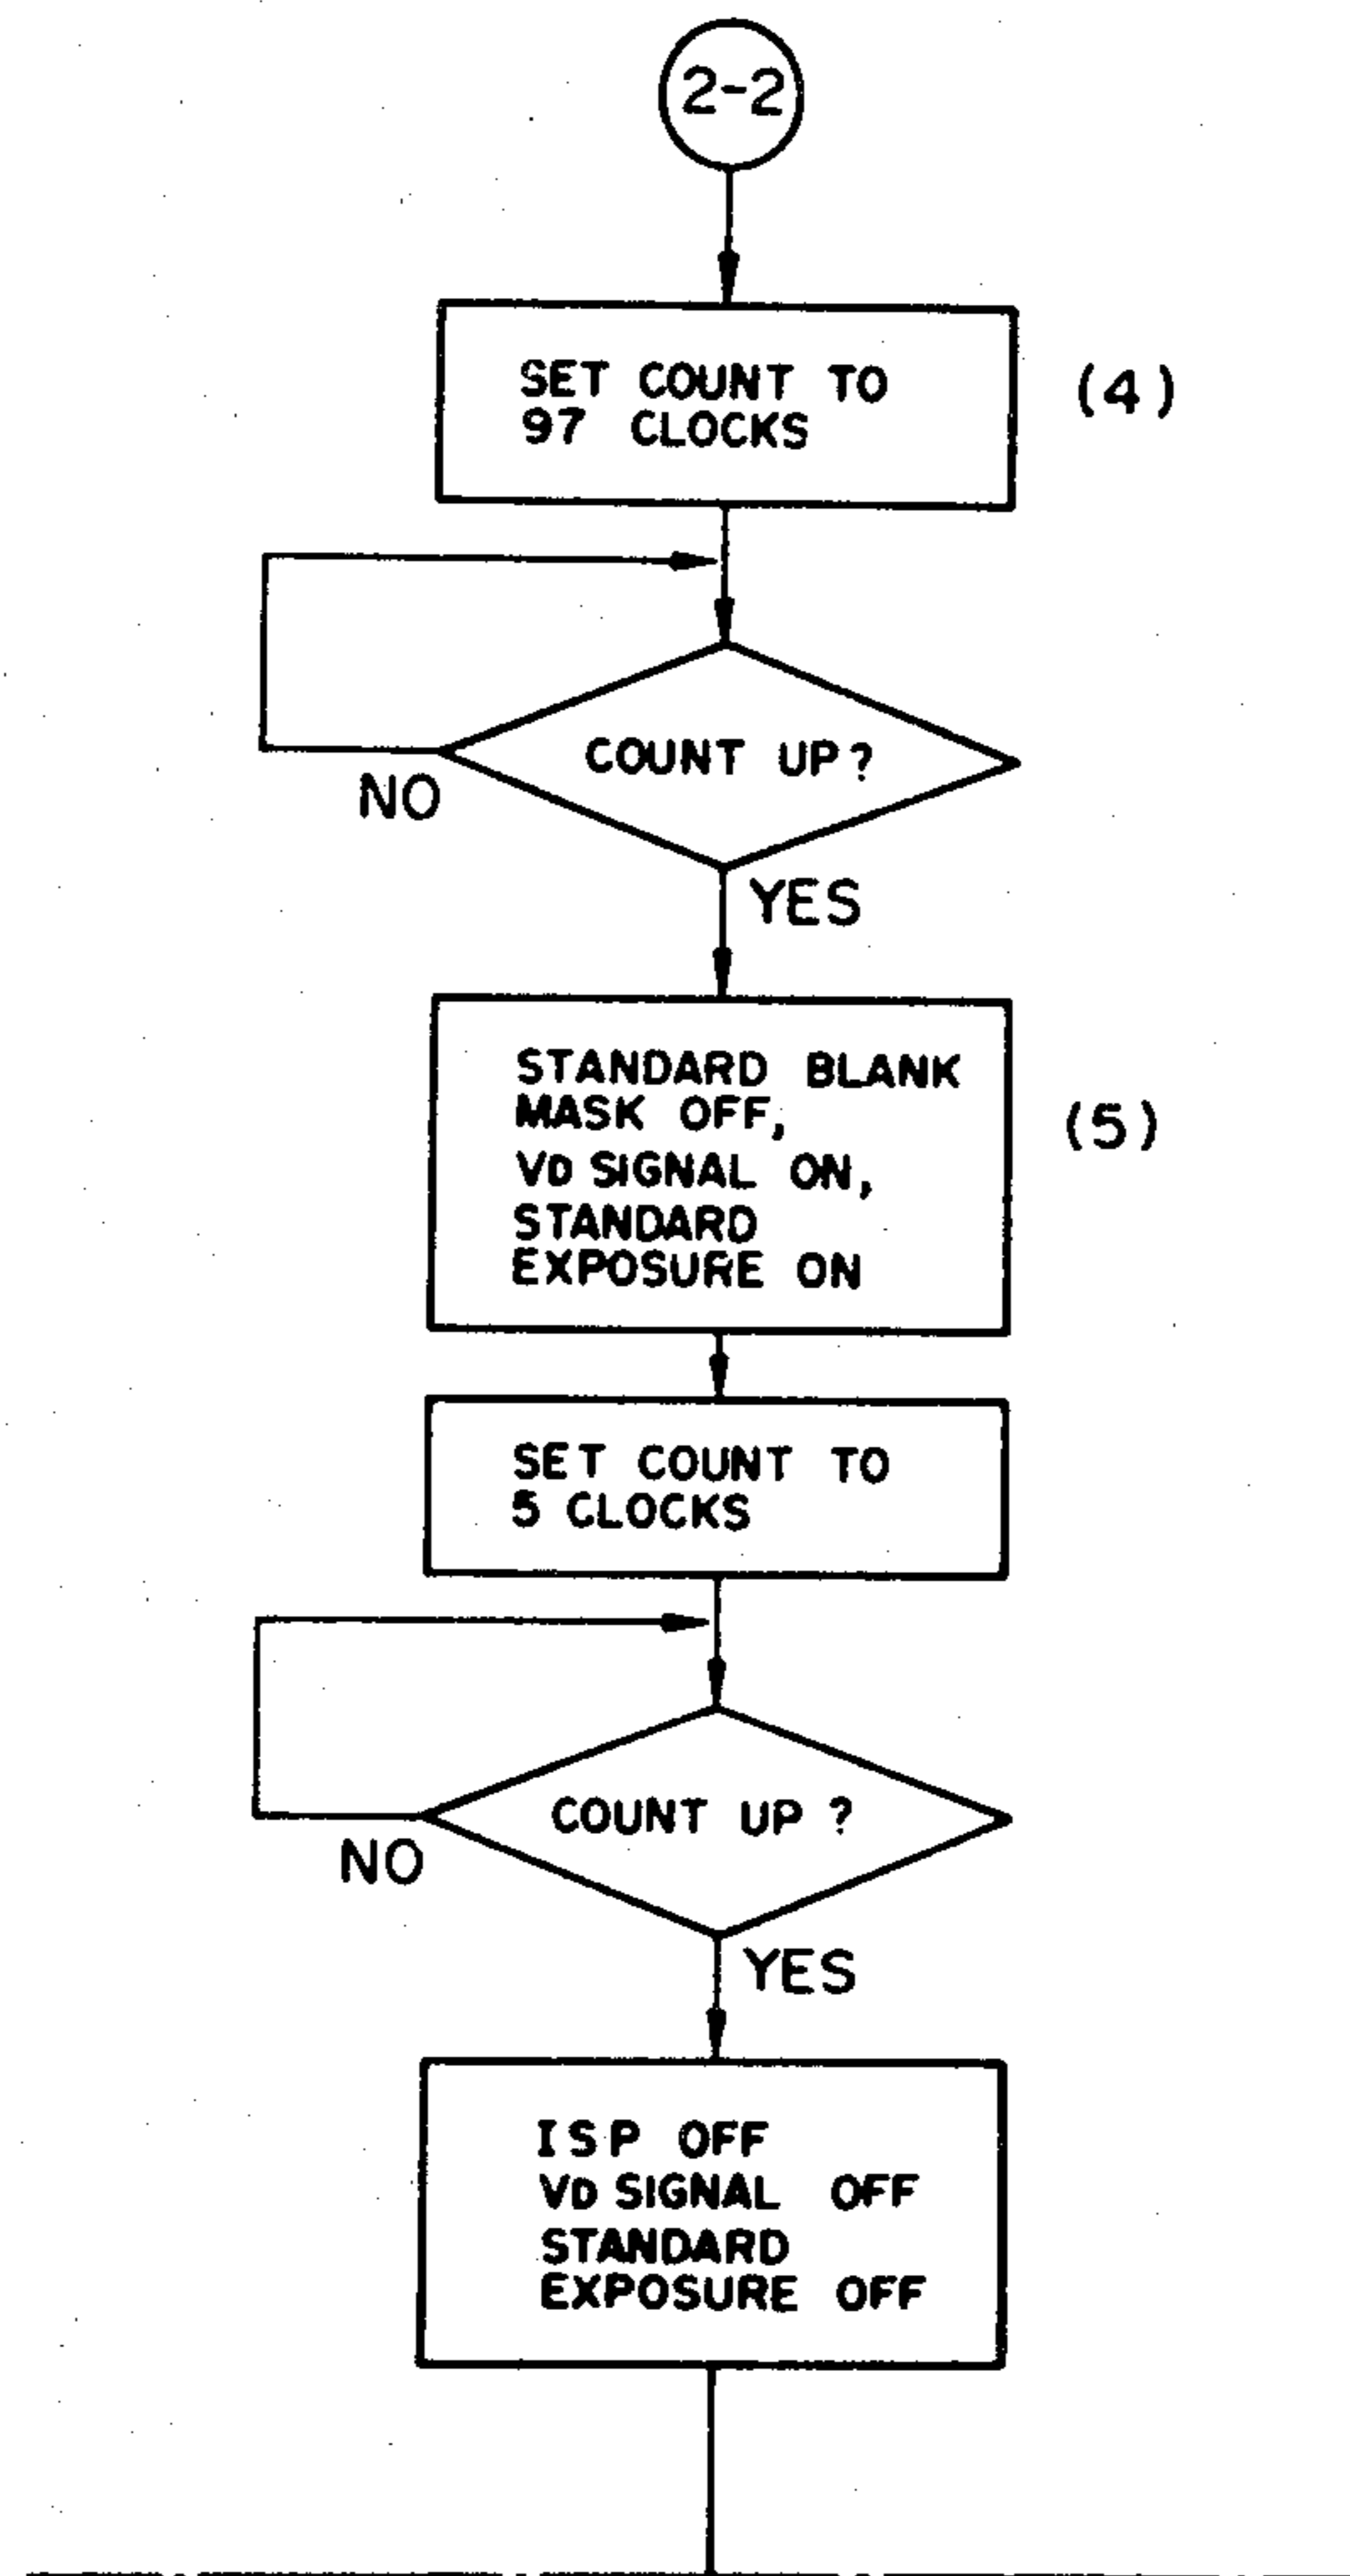 2-2
SET COUNT TO
97 CLOCKS
(4)
COUNT UP?
NO
YES
STANDARD BLANK
MASK OFF,
VD SIGNAL ON,
STANDARD
EXPOSURE ON
(5)
SET COUNT TO
5 CLOCKS
COUNT UP ?
NO
YES
ISP OFF
VD SIGNAL OFF
STANDARD
EXPOSURE OFF